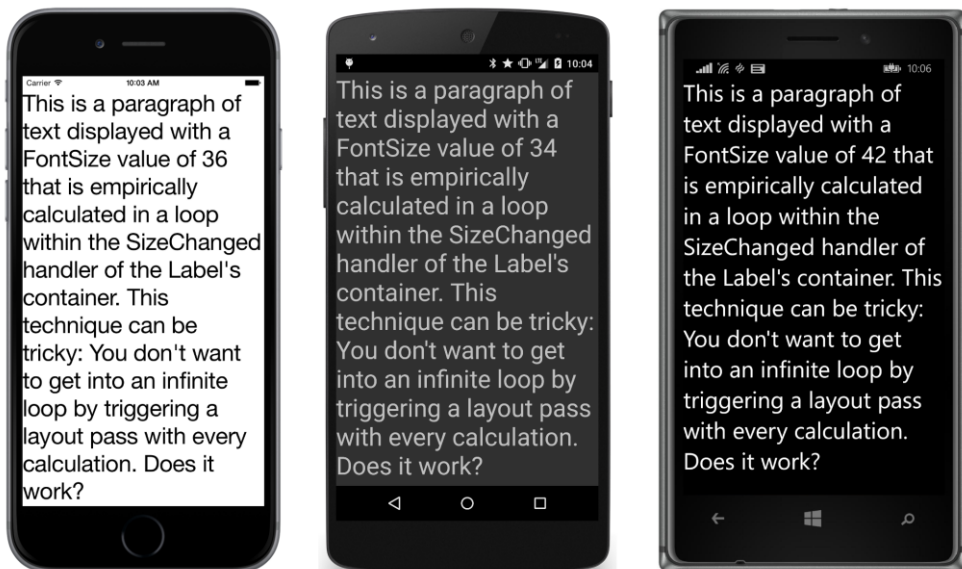 Carrier 10:03 AM
This is a paragraph of
text displayed with a
FontSize value of 36
that is empirically
calculated in a loop
within the SizeChanged
handler of the Label's
container. This
technique can be
tricky: You don't want
to get into an infinite
loop by triggering a
layout pass with every
calculation. Does it
work?
10:04
This is a paragraph of
text displayed with a
FontSize value of 34
that is empirically
calculated in a loop
within the SizeChanged
handler of the Label's
container. This
technique can be tricky:
You don't want to get
into an infinite loop by
triggering a layout pass
with every calculation.
Does it work?
10:06
This is a paragraph of
text displayed with a
FontSize value of 42 that
is empirically calculated
in a loop within the
SizeChanged handler of
the Label's container. This
technique can be tricky:
You don't want to get
into an infinite loop by
triggering a layout pass
with every calculation.
Does it work?